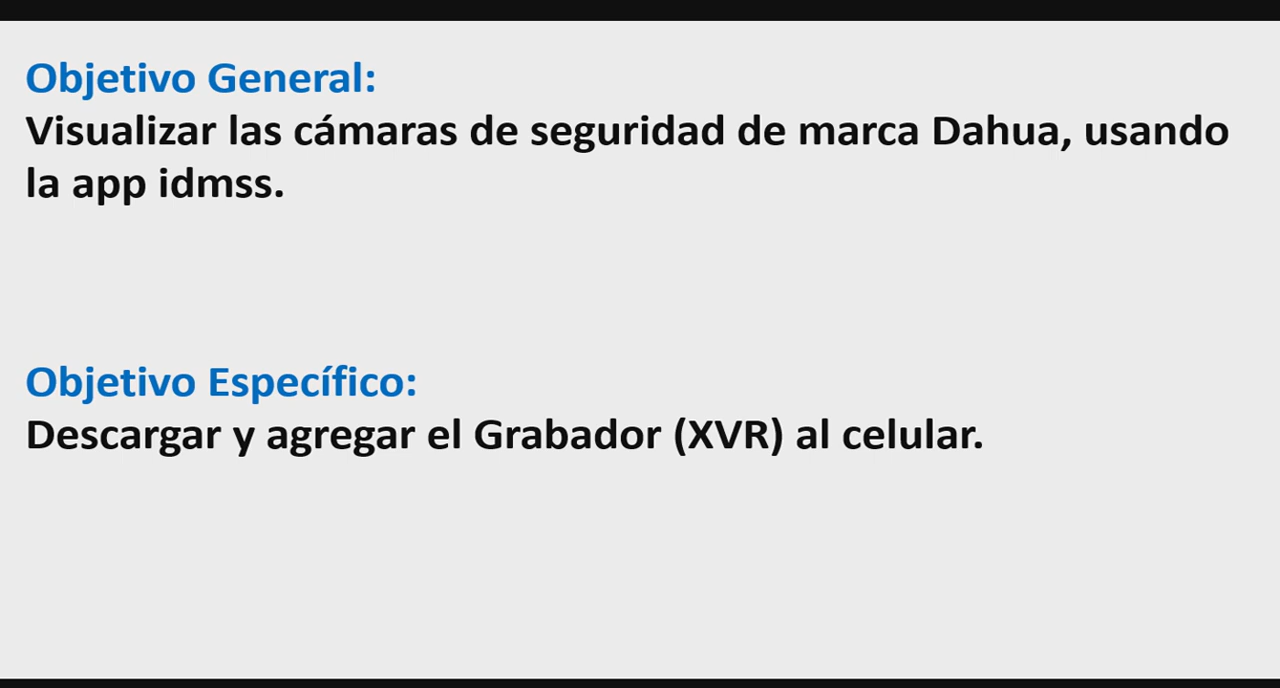 Objetivo General:
Visualizar las cámaras de seguridad de marca Dahua, usando
la app idmss.
Objetivo Específico:
Descargar y agregar el Grabador (XVR) al celular.